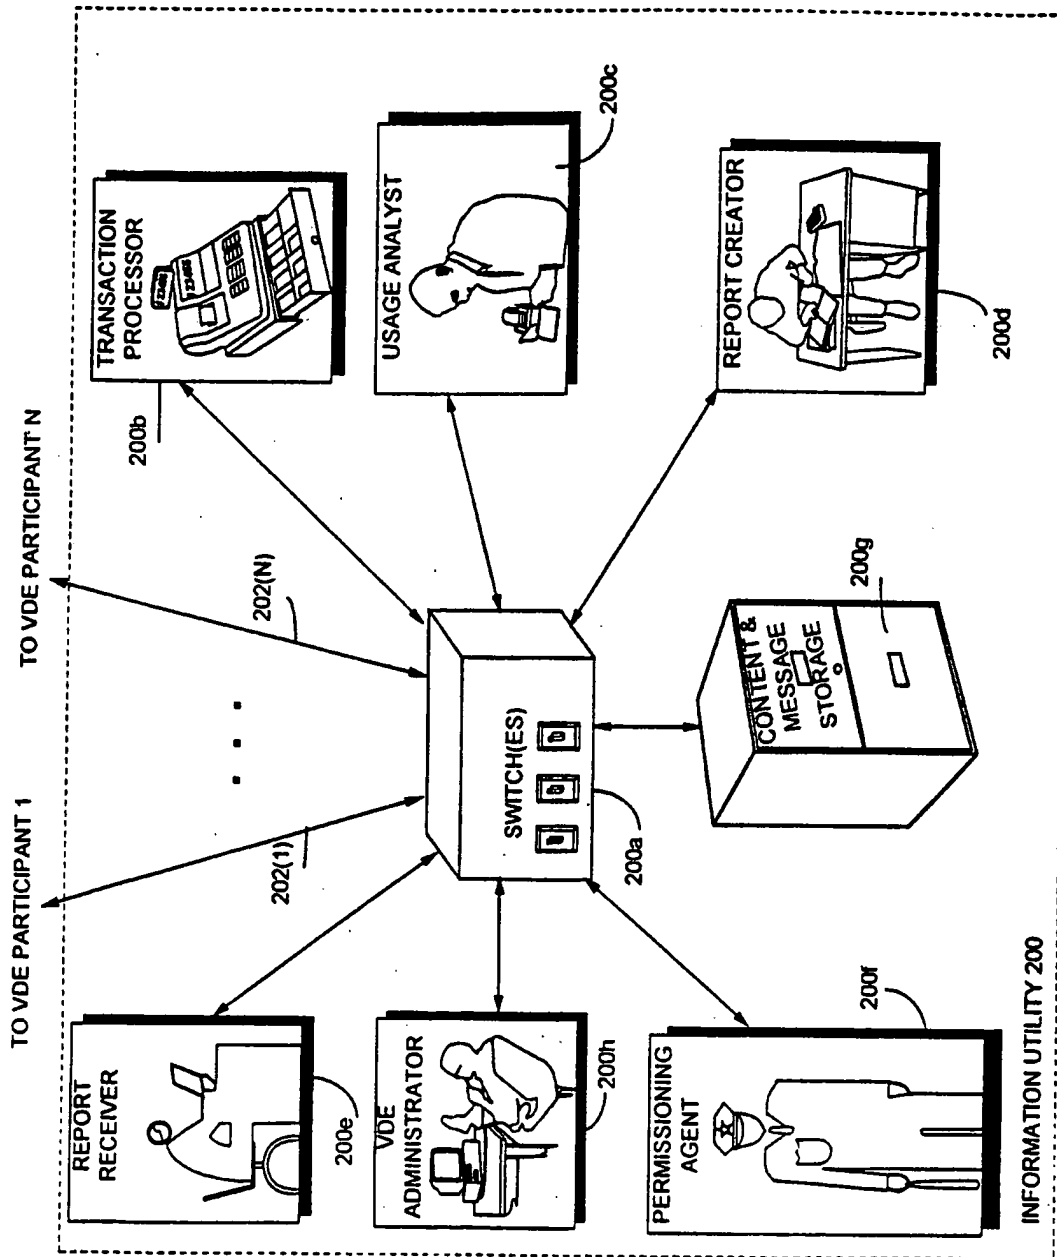 TO VDE PARTICIPANT 1
TO VDE PARTICIPANT N
202(1)
202(N)
REPORT
RECEIVER
200e
TRANSACTION
PROCESSOR
200b
VDE
ADMINISTRATOR
200h
SWITCH(ES)
200a
USAGE ANALYST
200c
PERMISSIONING
AGENT
200f
CONTENT &
MESSAGE
STORAGE
200g
REPORT CREATOR
200d
INFORMATION UTILITY 200